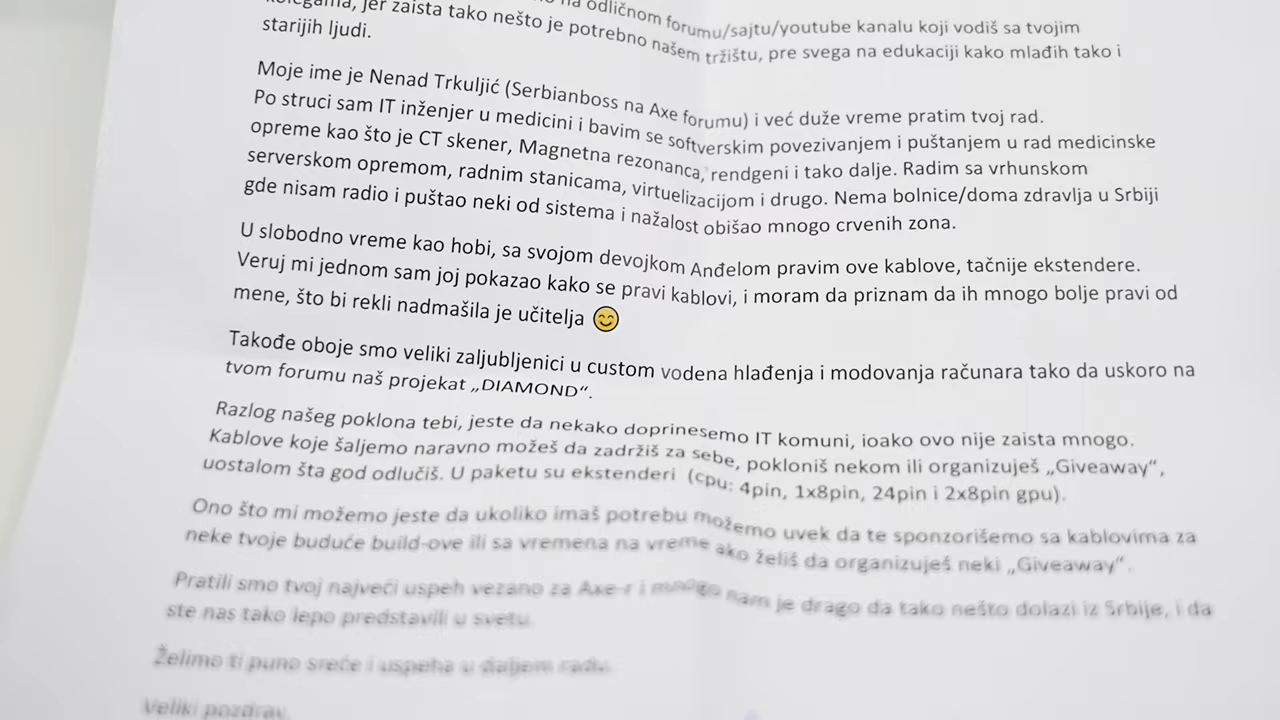 na odličnom forumu/sajtu/youtube kanalu koji vodiš sa tvojim
kolegama, jer zaista tako nešto je potrebno našem tržištu, pre svega na edukaciji kako mlađih tako i
starijih ljudi.
Moje ime je Nenad Trkuljić (Serbianboss na Axe forumu) i već duže vreme pratim tvoj rad.
Po struci sam IT inženjer u medicini i bavim se softverskim povezivanjem i puštanjem u rad medicinske
opreme kao što je CT skener, Magnetna rezonanca, rendgeni i tako dalje. Radim sa vrhunskom
serverskom opremom, radnim stanicama, virtuelizacijom i drugo. Nema bolnice/doma zdravlja u Srbiji
gde nisam radio i puštao neki od sistema i nažalost obišao mnogo crvenih zona.
U slobodno vreme kao hobi, sa svojom devojkom Anđelom pravim ove kablove, tačnije ekstendere.
Veruj mi jednom sam joj pokazao kako se pravi kablovi, i moram da priznam da ih mnogo bolje pravi od
mene, što bi rekli nadmašila je učitelja 😊
Takođe oboje smo veliki zaljubljenici u custom vodena hlađenja i modovanja računara tako da uskoro na
tvom forumu naš projekat „DIAMOND“.
Razlog našeg poklona tebi, jeste da nekako doprinesemo IT komuni, ioako ovo nije zaista mnogo.
Kablove koje šaljemo naravno možeš da zadržiš za sebe, pokloniš nekom ili organizuješ „Giveaway“,
uostalom šta god odlučiš. U paketu su ekstenderi (cpu: 4pin, 1x8pin, 24pin i 2x8pin gpu).
Ono što mi možemo jeste da ukoliko imaš potrebu možemo uvek da te sponzorišemo sa kablovima za
neke tvoje buduće build-ove ili sa vremena na vreme ako želiš da organizuješ neki „Giveaway“.
Pratili smo tvoj najveći uspeh vezano za Axe-r i mnogo nam je drago da tako nešto dolazi iz Srbije, i da
ste nas tako lepo predstavili u svetu.
Želimo ti puno sreće i uspeha u daljem radu.
Veliki pozdrav,